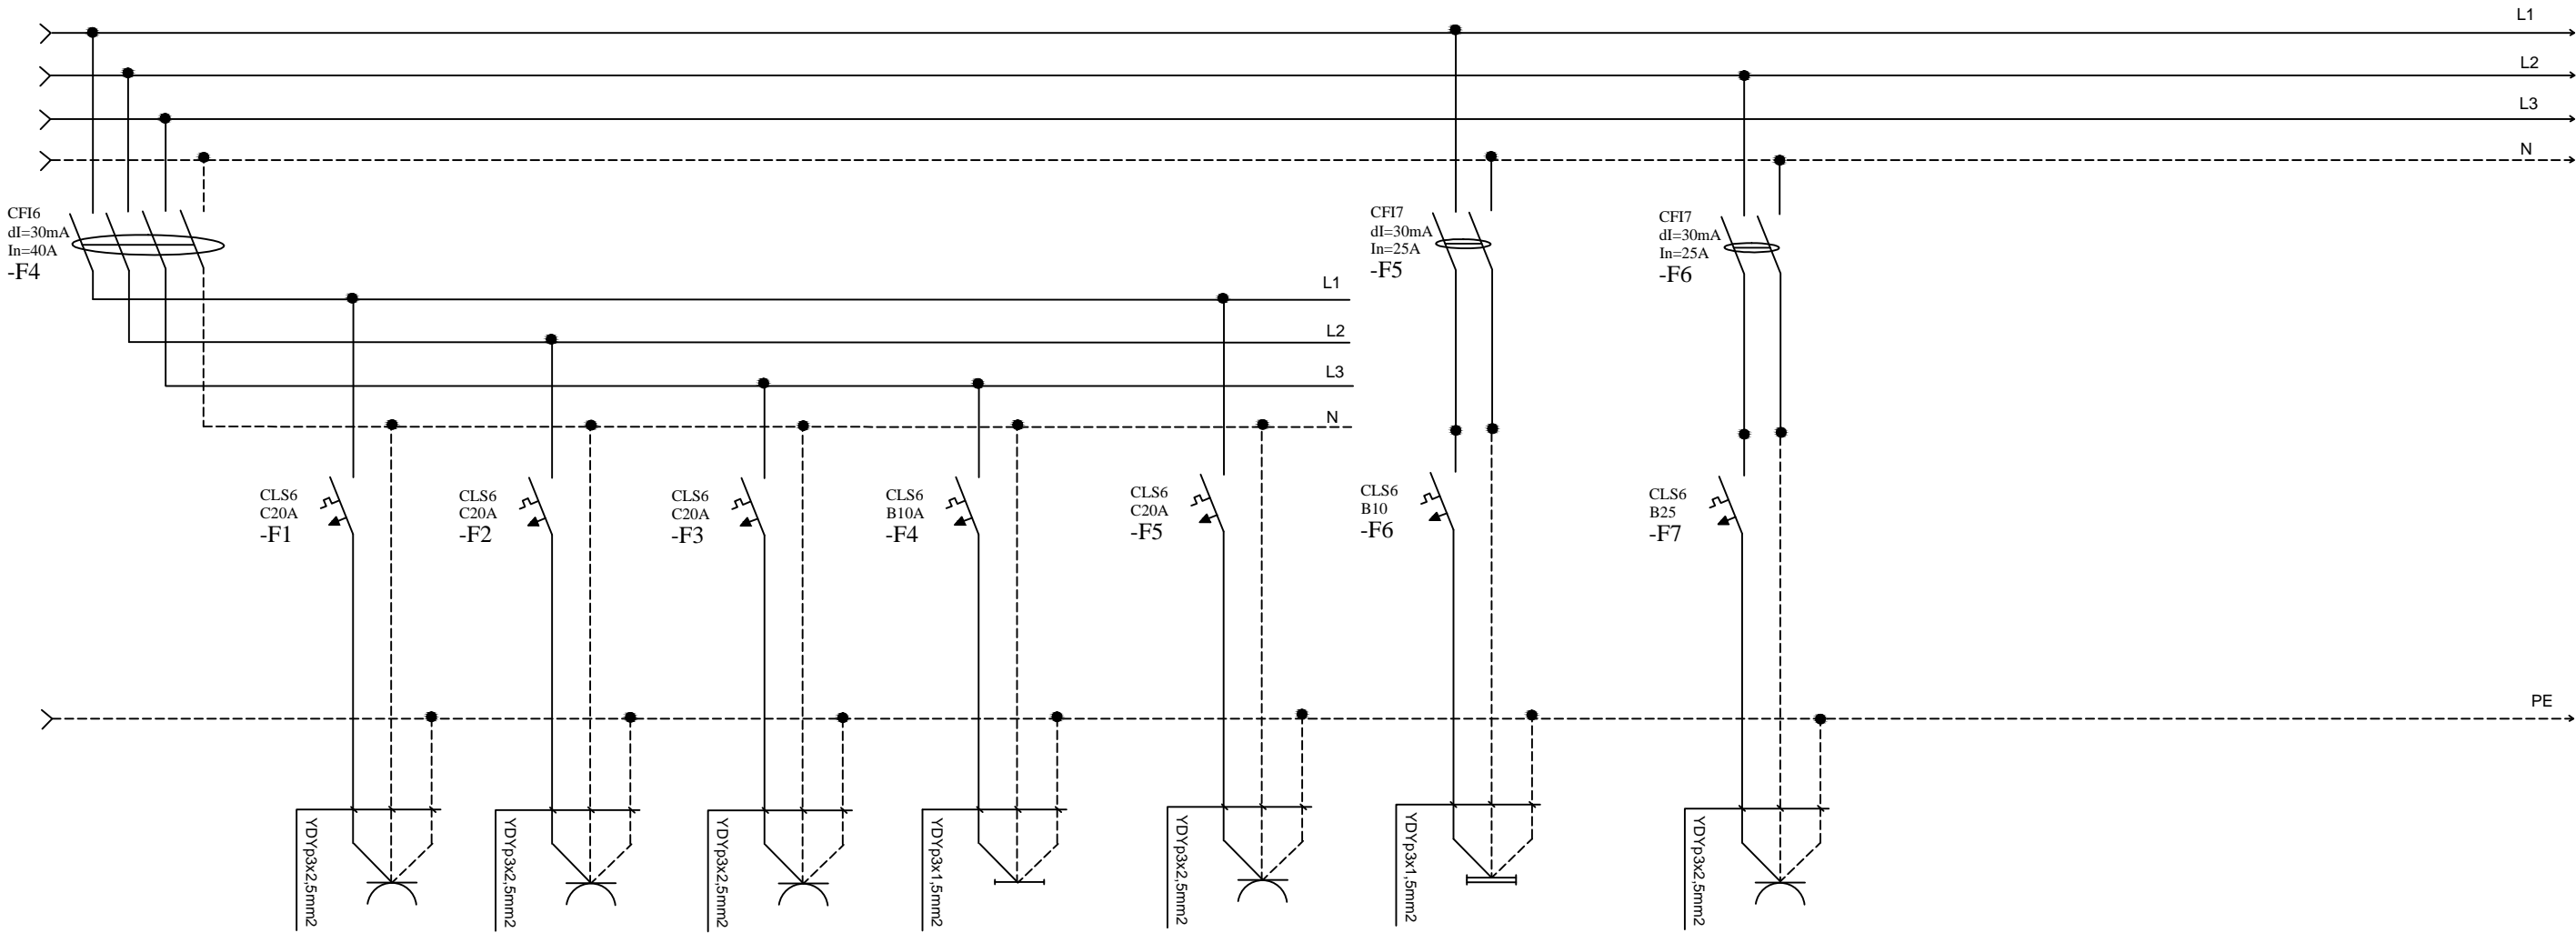 L1
L2
L3
N
CFI6
dI=30mA
In=40A
-F4
CFI7
dI=30mA
In=25A
-F5
CFI7
dI=30mA
In=25A
-F6
L1
L2
L3
N
CLS6
C20A
-F1
CLS6
C20A
-F2
CLS6
C20A
-F3
CLS6
B10A
-F4
CLS6
C20A
-F5
CLS6
B10
-F6
CLS6
B25
-F7
PE
YDYp3x2,5mm2
YDYp3x2,5mm2
YDYp3x2,5mm2
YDYp3x1,5mm2
YDYp3x2,5mm2
YDYp3x1,5mm2
YDYp3x2,5mm2